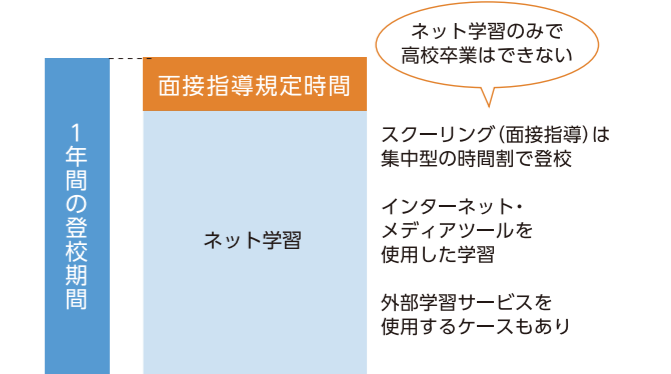 ネット学習のみで
高校卒業はできない
面接指導規定時間
1年間の登校期間
ネット学習
スクーリング(面接指導)は
集中型の時間割で登校
インターネット・
メディアツールを
使用した学習
外部学習サービスを
使用するケースもあり